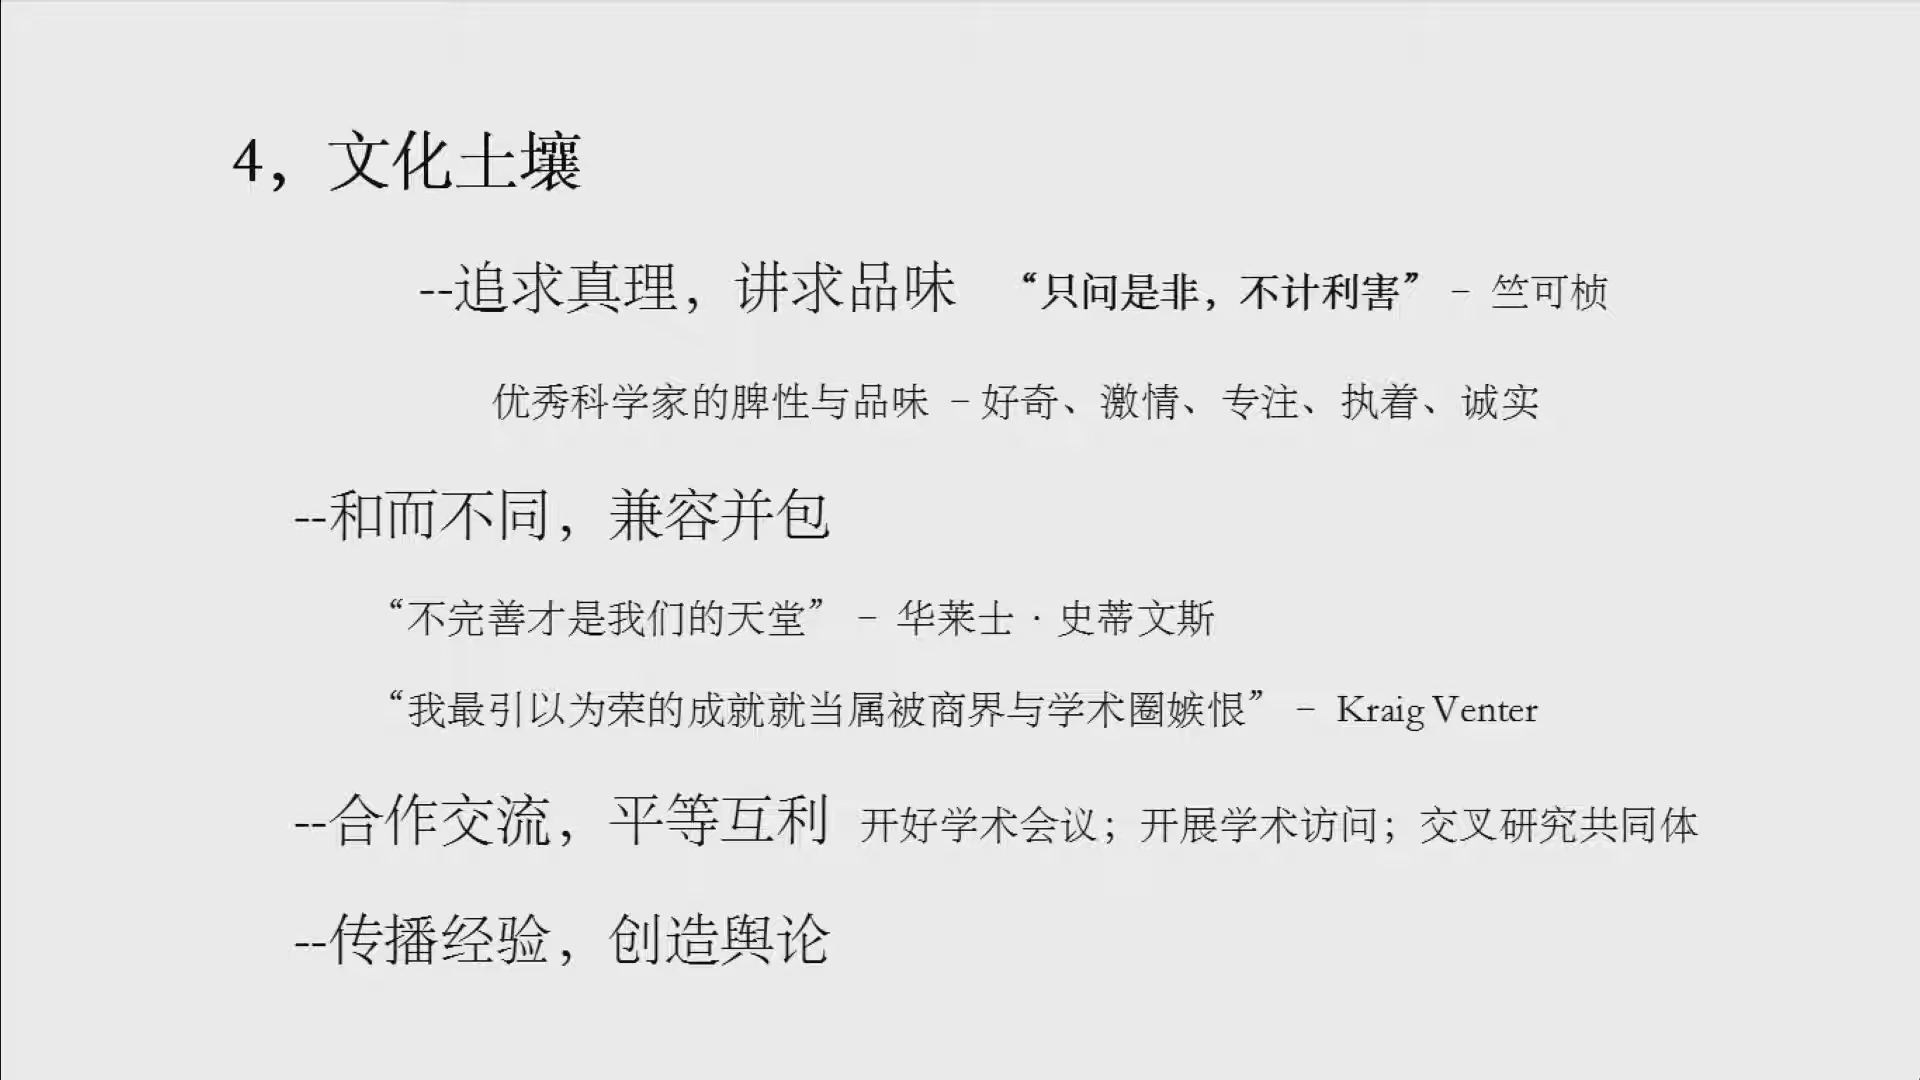 4，文化土壤
--追求真理，讲求品味 “只问是非，不计利害” – 竺可桢
优秀科学家的脾性与品味 –好奇、激情、专注、执着、诚实
--和而不同，兼容并包
“不完善才是我们的天堂” – 华莱士·史蒂文斯
“我最引以为荣的成就就当属被商界与学术圈嫉恨” – Kraig Venter
--合作交流，平等互利 开好学术会议；开展学术访问；交叉研究共同体
--传播经验，创造舆论